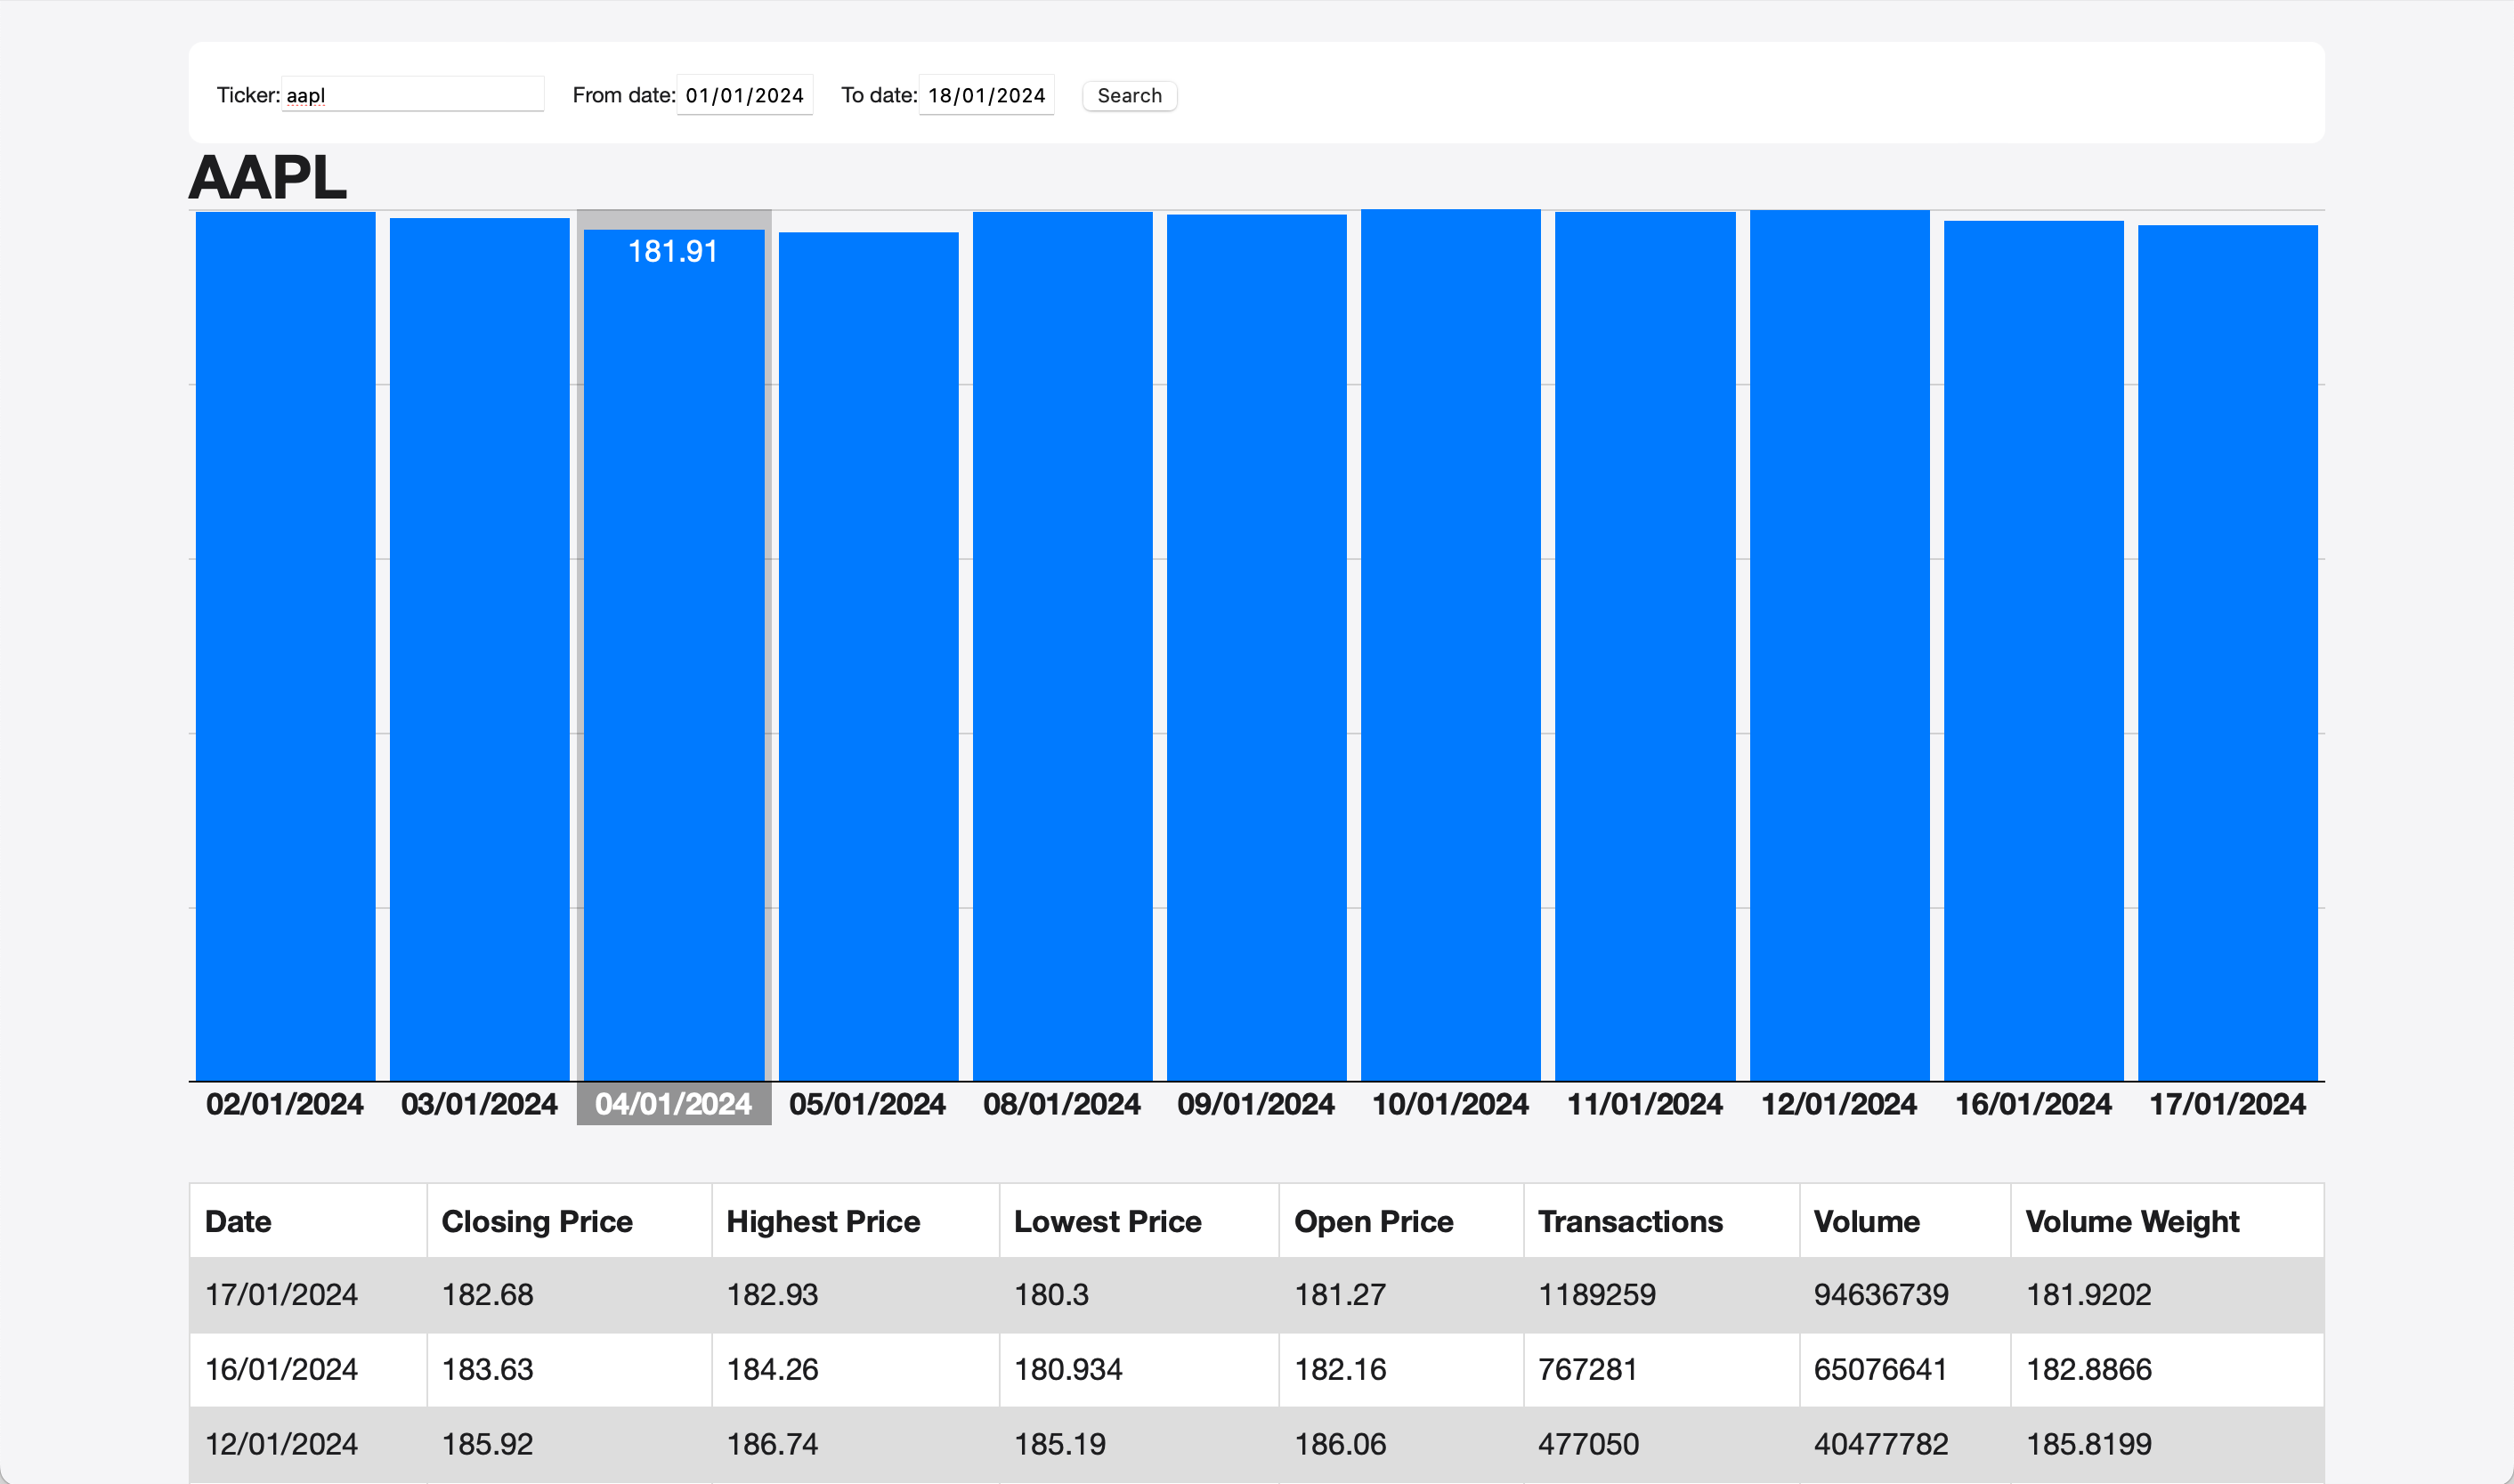 Ticker: aapl From date: 01/01/2024 To date: 18/01/2024 Search
AAPL
181.91
02/01/2024 03/01/2024 04/01/2024 05/01/2024 08/01/2024 09/01/2024 10/01/2024 11/01/2024 12/01/2024 16/01/2024 17/01/2024
Date Closing Price Highest Price Lowest Price Open Price Transactions Volume Volume Weight
17/01/2024 182.68 182.93 180.3 181.27 1189259 94636739 181.9202
16/01/2024 183.63 184.26 180.934 182.16 767281 65076641 182.8866
12/01/2024 185.92 186.74 185.19 186.06 477050 40477782 185.8199